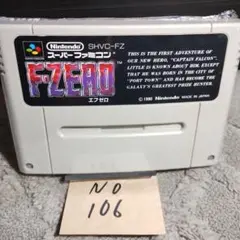 Nintendo SHVC-FZ
スーパーファミコン
F-ZERO
エフゼロ
THIS IS THE FIRST ADVENTURE OF
OUR NEW HERO, "CAPTAIN FALCON".
LITTLE IS KNOWN ABOUT HIM, EXCEPT
THAT HE WAS BORN IN THE CITY OF
"PORT TOWN" AND HAS BECOME THE
GALAXY'S GREATEST PRIZE HUNTER.
© 1990 Nintendo MADE IN JAPAN
NO
106